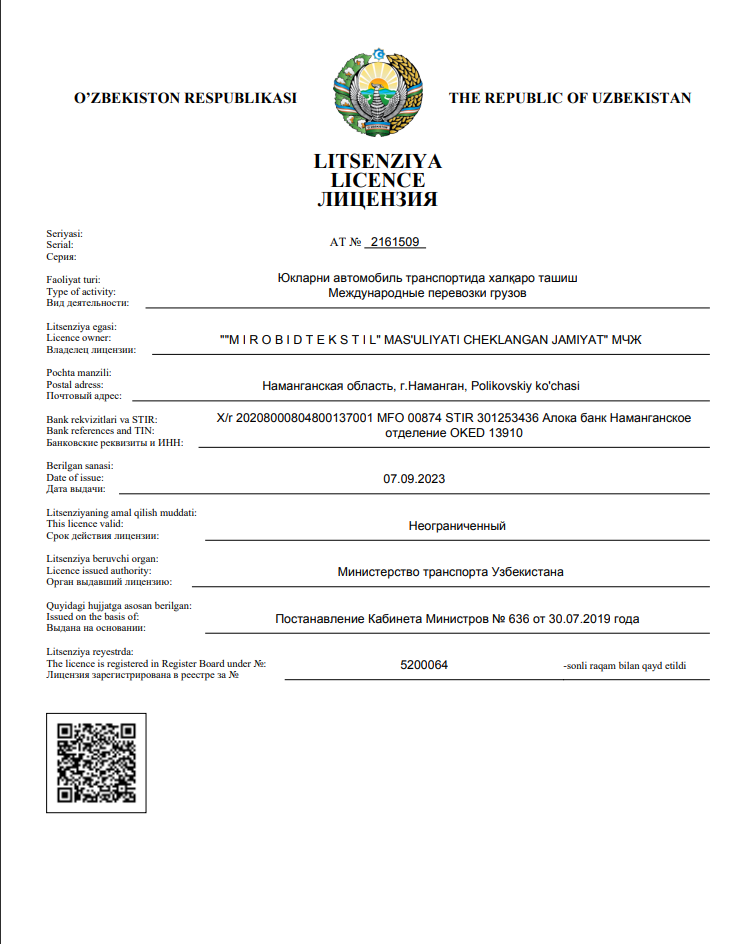 O’ZBEKISTON RESPUBLIKASI
THE REPUBLIC OF UZBEKISTAN
LITSENZIYA
LICENCE
ЛИЦЕНЗИЯ
Seriyasi:
Serial:
Серия:
AT № 2161509
Faoliyat turi:
Type of activity:
Вид деятельности:
Юкларни автомобиль транспортида халқаро ташиш
Международные перевозки грузов
Litsenziya egasi:
Licence owner:
Владелец лицензии:
""M I R O B I D T E K S T I L" MAS'ULIYATI CHEKLANGAN JAMIYAT" МЧЖ
Pochta manzili:
Postal adress:
Почтовый адрес:
Наманганская область, г.Наманган, Polikovskiy ko'chasi
Bank rekvizitlari va STIR:
Bank references and TIN:
Банковские реквизиты и ИНН:
Х/г 20208000804800137001 MFO 00874 STIR 301253436 Алока банк Наманганское
отделение OKED 13910
Berilgan sanasi:
Date of issue:
Дата выдачи:
07.09.2023
Litsenziyaning amal qilish muddati:
This licence valid:
Срок действия лицензии:
Неограниченный
Litsenziya beruvchi organ:
Licence issued authority:
Орган выдавший лицензию:
Министерство транспорта Узбекистана
Quyidagi hujjatga asosan berilgan:
Issued on the basis of:
Выдана на основании:
Постанавление Кабинета Министров № 636 от 30.07.2019 года
Litsenziya reyestrda:
The licence is registered in Register Board under №:
Лицензия зарегистрирована в реестре за №
5200064
-sonli raqam bilan qayd etildi